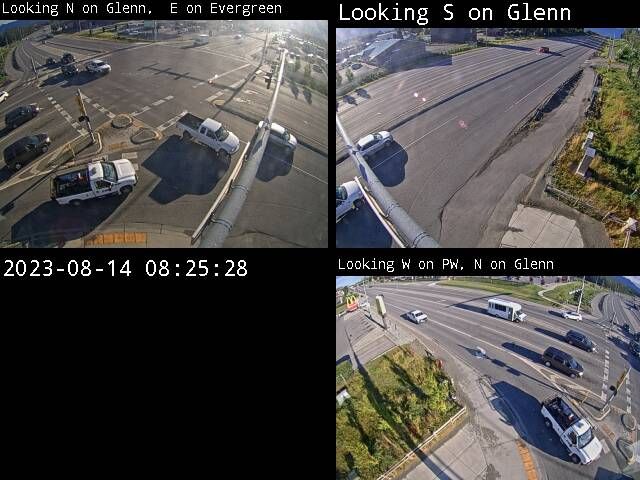 Looking N on Glenn, E on Evergreen
Looking S on Glenn
2023-08-14 08:25:28
Looking W on PW, N on Glenn